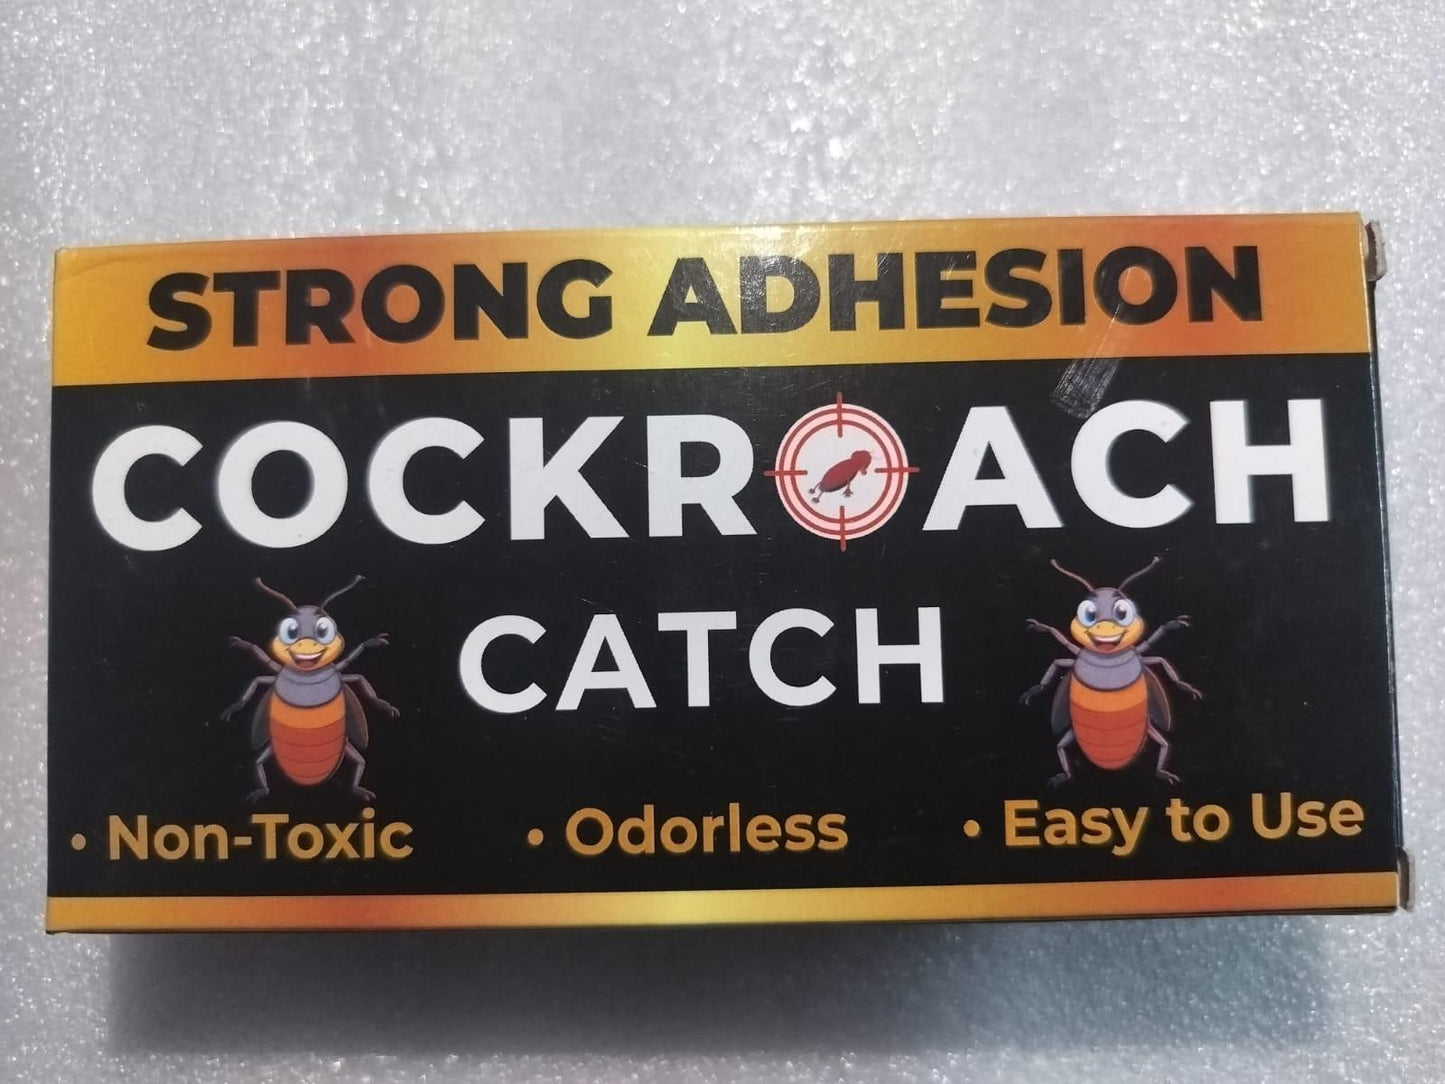 STRONG ADHESION
COCKROACH
CATCH
• Non-Toxic • Odorless • Easy to Use